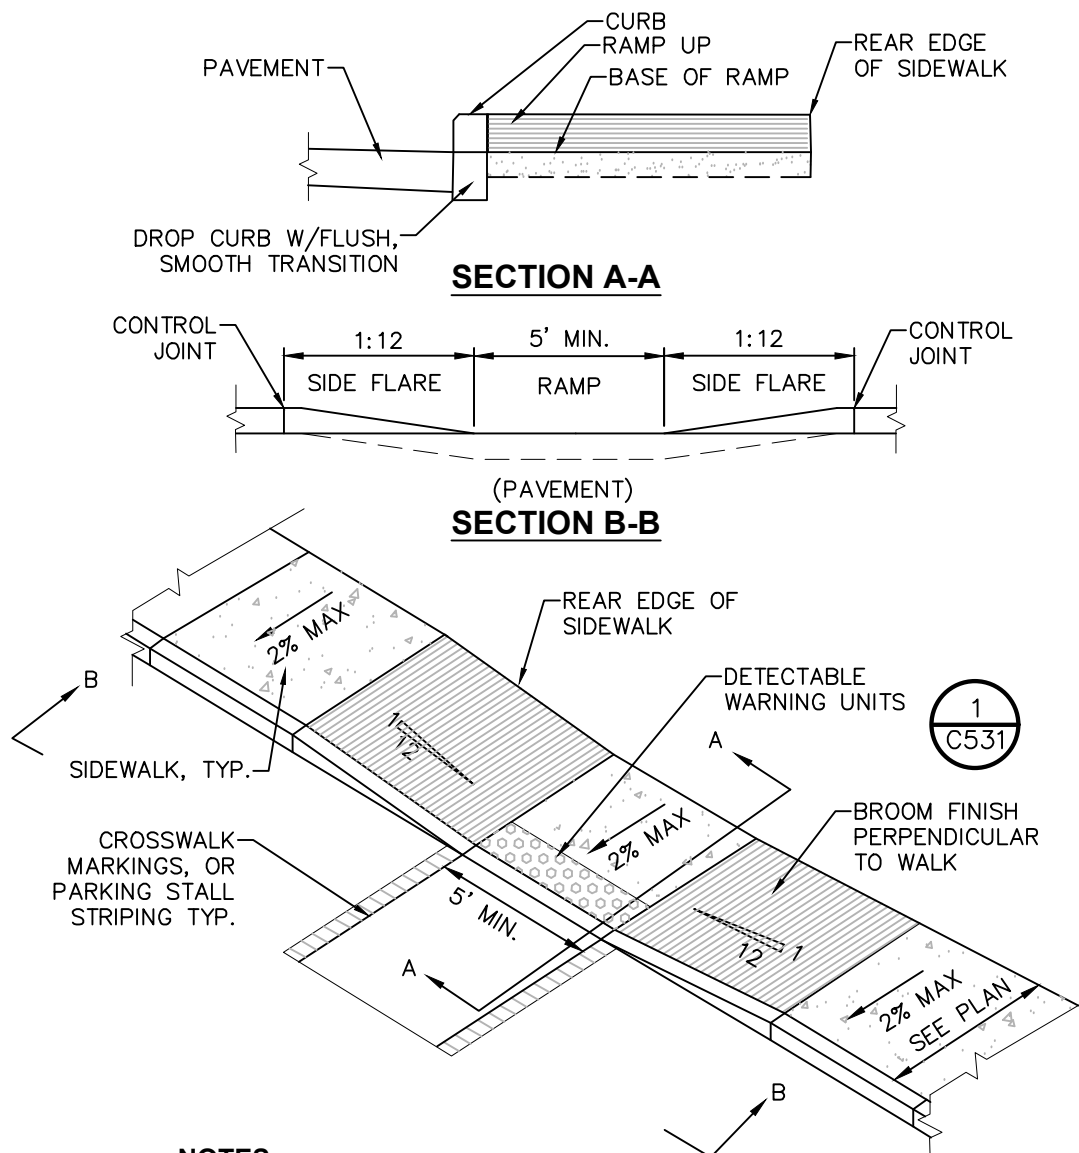 CURB
RAMP UP
BASE OF RAMP
REAR EDGE
OF SIDEWALK
PAVEMENT
DROP CURB W/FLUSH,
SMOOTH TRANSITION
SECTION A-A
CONTROL
JOINT
1:12
5' MIN.
1:12
CONTROL
JOINT
SIDE FLARE
RAMP
SIDE FLARE
(PAVEMENT)
SECTION B-B
REAR EDGE OF
SIDEWALK
2% MAX
DETECTABLE
WARNING UNITS
B
1
12
A
1
C531
SIDEWALK, TYP.
2% MAX
BROOM FINISH
PERPENDICULAR
TO WALK
CROSSWALK
MARKINGS, OR
PARKING STALL
STRIPING TYP.
5' MIN.
1
12
A
2% MAX
SEE PLAN
B
NOTES